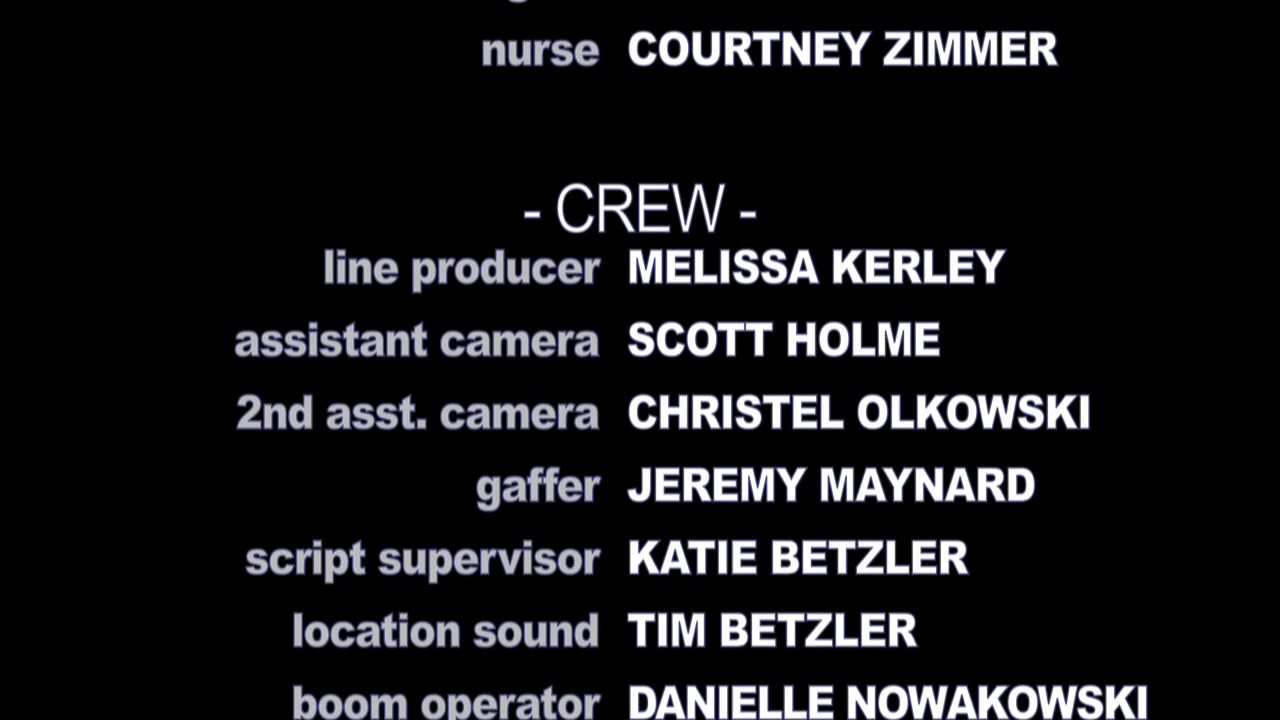 nurse COURTNEY ZIMMER
- CREW -
line producer MELISSA KERLEY
assistant camera SCOTT HOLME
2nd asst. camera CHRISTEL OLKOWSKI
gaffer JEREMY MAYNARD
script supervisor KATIE BETZLER
location sound TIM BETZLER
boom operator DANIELLE NOWAKOWSKI